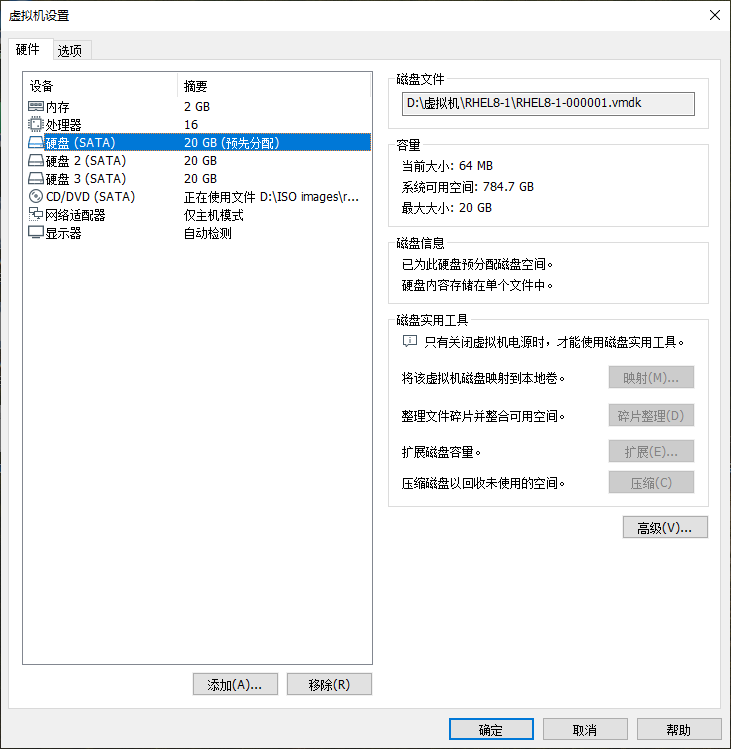 虚拟机设置
硬件 选项
设备 摘要
内存 2 GB
处理器 16
硬盘 (SATA) 20 GB (预先分配)
硬盘 2 (SATA) 20 GB
硬盘 3 (SATA) 20 GB
CD/DVD (SATA) 正在使用文件 D:\ISO images\r...
网络适配器 仅主机模式
显示器 自动检测
添加(A)... 移除(R)
磁盘文件
D:\虚拟机\RHEL8-1\RHEL8-1-000001.vmdk
容量
当前大小: 64 MB
系统可用空间: 784.7 GB
最大大小: 20 GB
磁盘信息
已为此硬盘预分配磁盘空间。
硬盘内容存储在单个文件中。
磁盘实用工具
只有关闭虚拟机电源时，才能使用磁盘实用工具。
将该虚拟机磁盘映射到本地卷。 映射(M)...
整理文件碎片并整合可用空间。 碎片整理(D)
扩展磁盘容量。 扩展(E)...
压缩磁盘以回收未使用的空间。 压缩(C)
高级(V)...
确定 取消 帮助